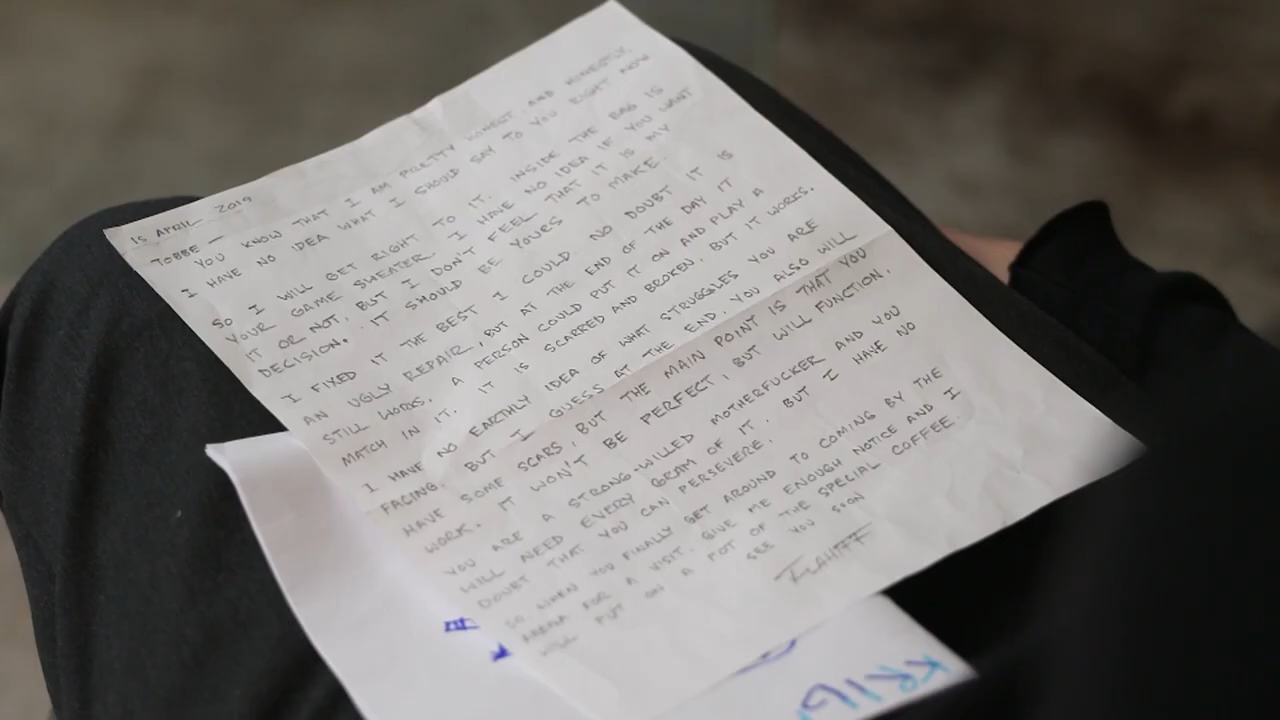 15 APRIL 2019
TOBBE —
YOU KNOW THAT I AM PRETTY HONEST AND HONESTLY,
I HAVE NO IDEA WHAT I SHOULD SAY TO YOU RIGHT NOW
SO I WILL GET RIGHT TO IT. INSIDE THE BAG IS
YOUR GAME SWEATER. I HAVE NO IDEA IF YOU WANT
IT OR NOT, BUT I DON'T FEEL THAT IT IS MY
DECISION. IT SHOULD BE YOURS TO MAKE.
I FIXED IT THE BEST I COULD. NO DOUBT IT IS
AN UGLY REPAIR, BUT AT THE END OF THE DAY IT
STILL WORKS. A PERSON COULD PUT IT ON AND PLAY A
MATCH IN IT. IT IS SCARRED AND BROKEN, BUT IT WORKS.
I HAVE NO EARTHLY IDEA OF WHAT STRUGGLES YOU ARE
FACING. BUT I GUESS AT THE END, YOU ALSO WILL
HAVE SOME SCARS, BUT THE MAIN POINT IS THAT YOU
WORK. IT WON'T BE PERFECT, BUT WILL FUNCTION.
YOU ARE A STRONG-WILLED MOTHERFUCKER AND YOU
WILL NEED EVERY GRAM OF IT. BUT I HAVE NO
DOUBT THAT YOU CAN PERSEVERE.
SO WHEN YOU FINALLY GET AROUND TO COMING BY THE
ARENA FOR A VISIT. GIVE ME ENOUGH NOTICE AND I
WILL PUT ON A POT OF THE SPECIAL COFFEE.
SEE YOU SOON